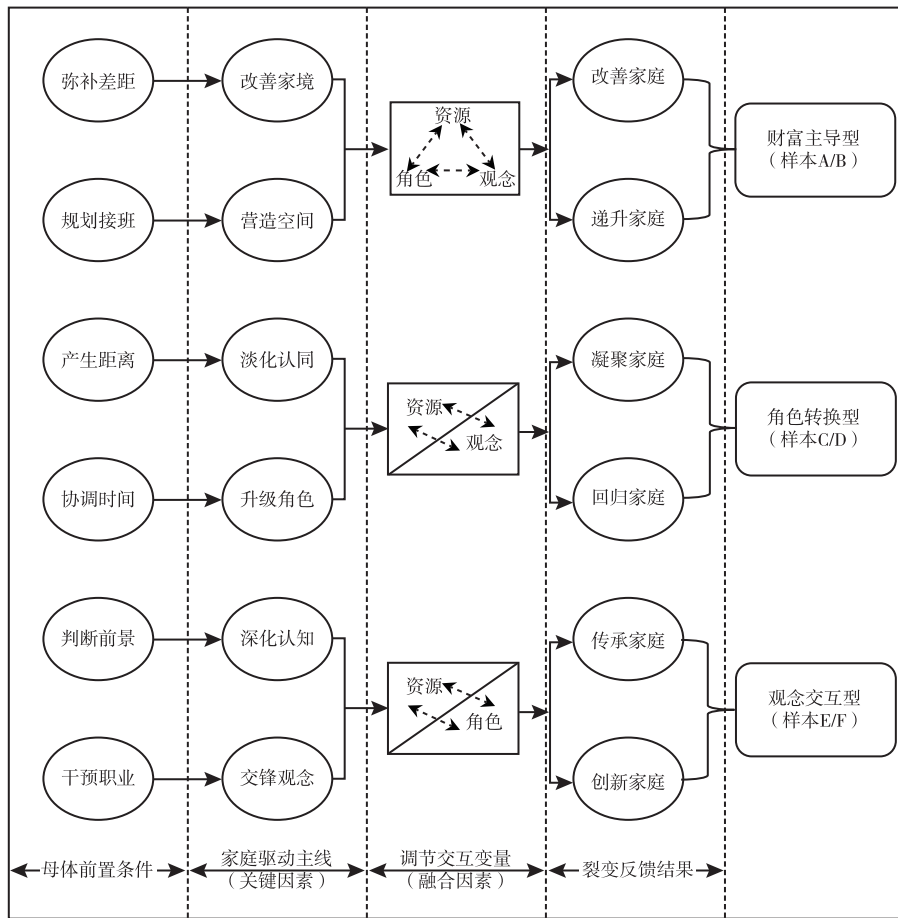 弥补差距
改善家境
资源
角色
观念
改善家庭
财富主导型
（样本A/B）
规划接班
营造空间
递升家庭
产生距离
淡化认同
资源
观念
凝聚家庭
角色转换型
（样本C/D）
协调时间
升级角色
回归家庭
判断前景
深化认知
资源
角色
传承家庭
观念交互型
（样本E/F）
干预职业
交锋观念
创新家庭
母体前置条件
家庭驱动主线
（关键因素）
调节交互变量
（融合因素）
裂变反馈结果